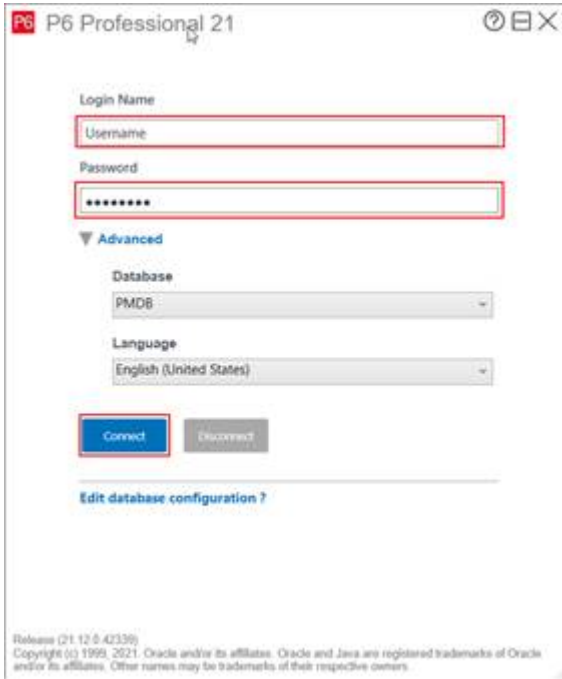 P6 P6 Professional 21
Login Name
Username
Password
Advanced
Database
PMDB
Language
English (United States)
Connect Disconnect
Edit database configuration ?
Release (21.12.0.42339)
Copyright (c) 1999, 2021. Oracle and/or its affiliates. Oracle and Java are registered trademarks of Oracle
and/or its affiliates. Other names may be trademarks of their respective owners.